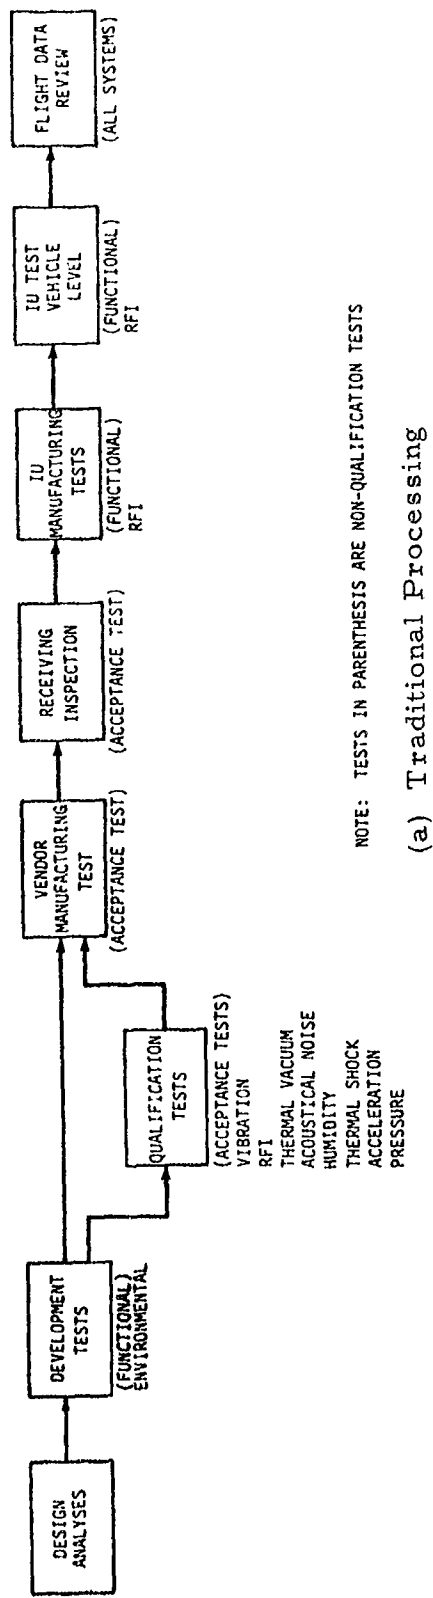 DESIGN
ANALYSES
DEVELOPMENT
TESTS
(FUNCTIONAL)
ENVIRONMENTAL
QUALIFICATION
TESTS
(ACCEPTANCE TESTS)
VIBRATION
RFI
THERMAL VACUUM
ACOUSTICAL NOISE
HUMIDITY
THERMAL SHOCK
ACCELERATION
PRESSURE
VENDOR
MANUFACTURING
TEST
(ACCEPTANCE TEST)
RECEIVING
INSPECTION
(ACCEPTANCE TEST)
IU
MANUFACTURING
TESTS
(FUNCTIONAL)
RFI
IU TEST
VEHICLE
LEVEL
(FUNCTIONAL)
RFI
FLIGHT DATA
REVIEW
(ALL SYSTEMS)
NOTE: TESTS IN PARENTHESIS ARE NON-QUALIFICATION TESTS
(a) Traditional Processing